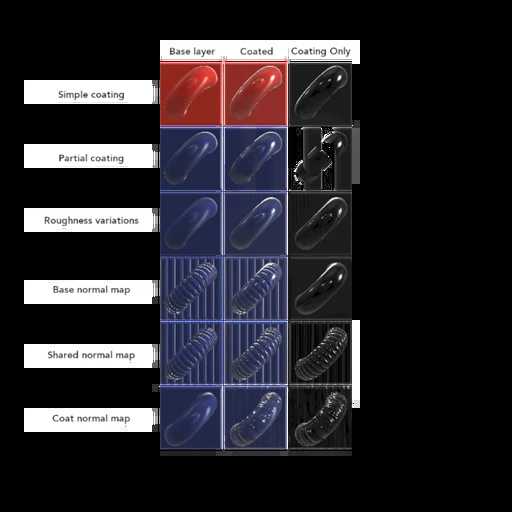 Base layer Coated Coating Only
Simple coating
Partial coating
Roughness variations
Base normal map
Shared normal map
Coat normal map